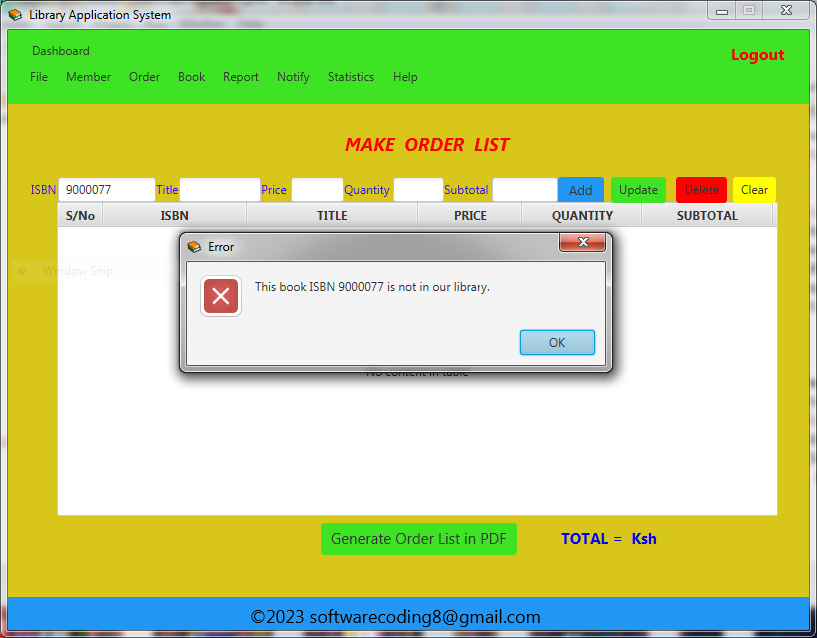 Library Application System
Dashboard
Logout
File Member Order Book Report Notify Statistics Help
MAKE ORDER LIST
ISBN 9000077 Title Price Quantity Subtotal Add Update Delete Clear
S/No ISBN TITLE PRICE QUANTITY SUBTOTAL
Error
Window Snip
This book ISBN 9000077 is not in our library.
OK
No content in table
Generate Order List in PDF TOTAL = Ksh
©2023 softwarecoding8@gmail.com